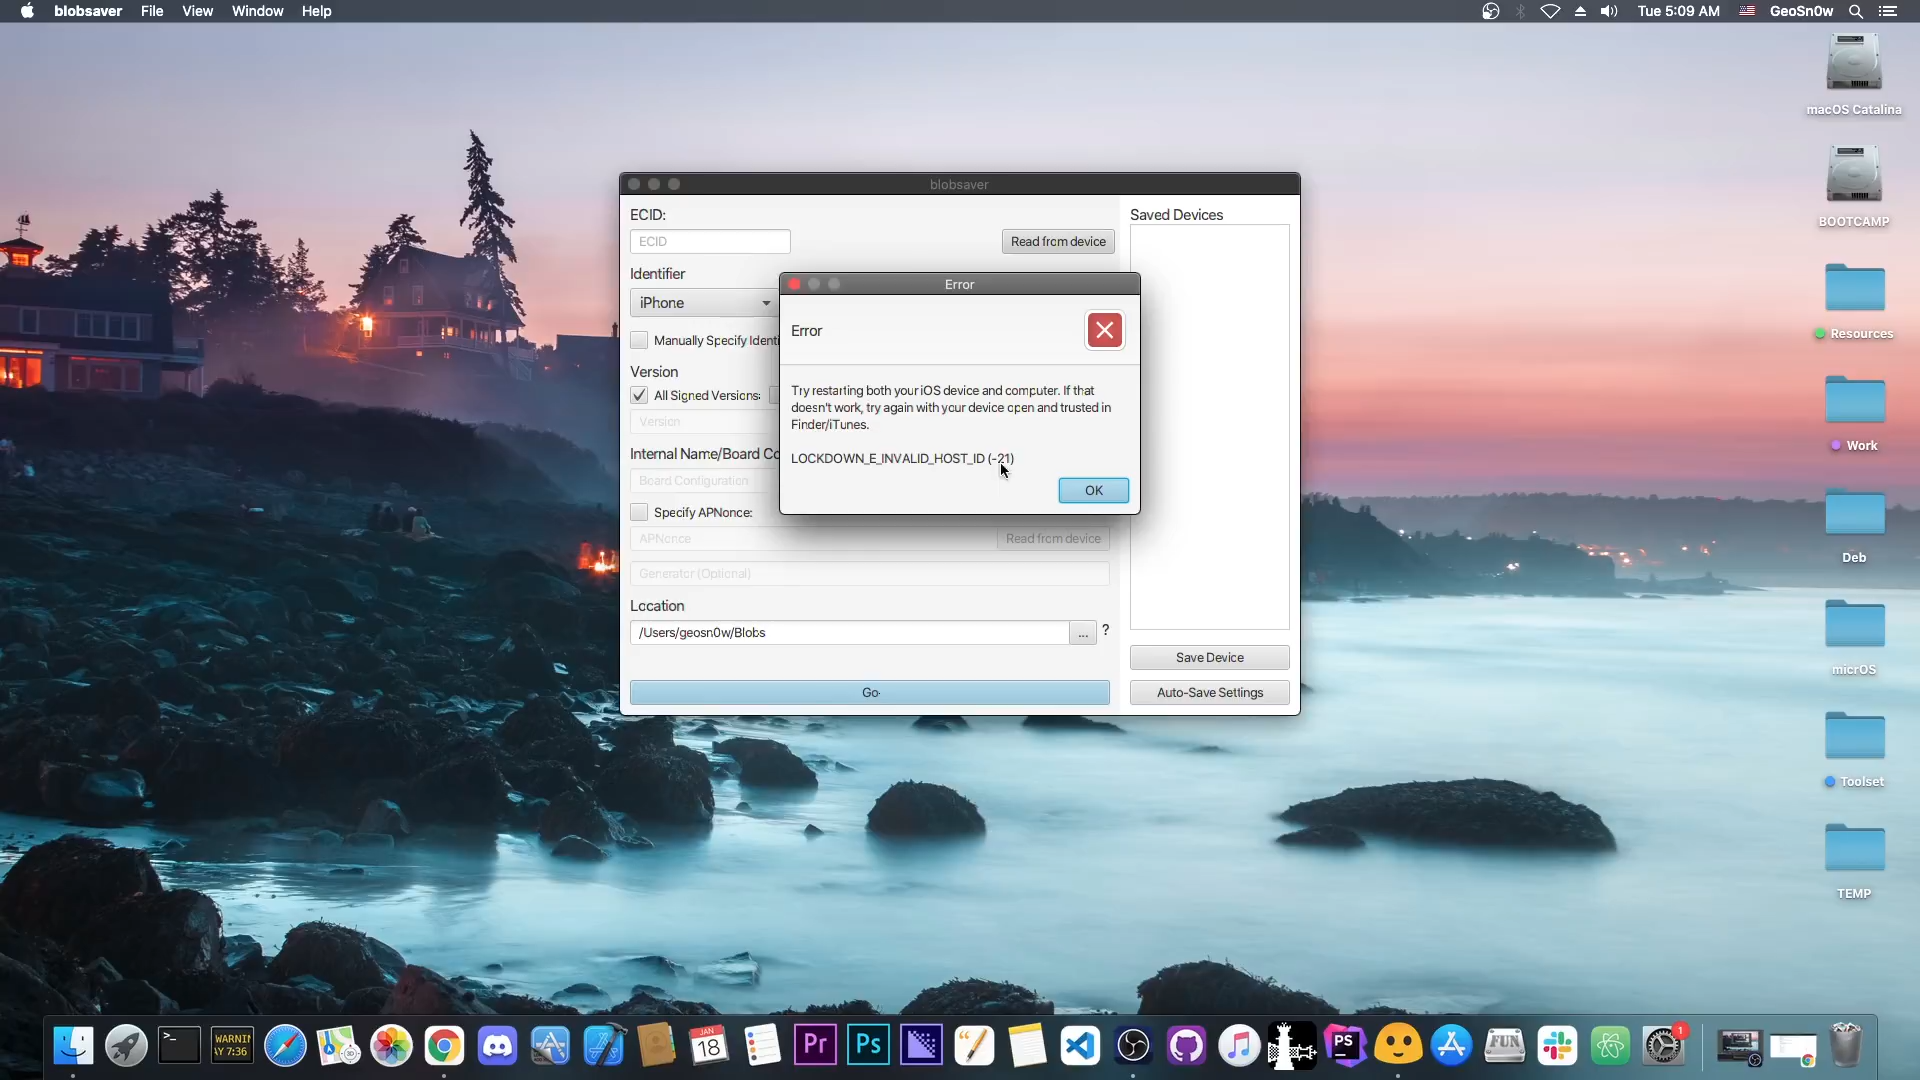 blobsaver File View Window Help
Tue 5:09 AM GeoSn0w
macOS Catalina
BOOTCAMP
Resources
Work
Deb
micrOS
Toolset
TEMP
blobsaver
ECID:
ECID
Read from device
Identifier
iPhone
Manually Specify Identi
Version
All Signed Versions:
Version
Internal Name/Board Co
Board Configuration
Specify APNonce:
APNonce
Read from device
Generator (Optional)
Location
/Users/geosn0w/Blobs
...
?
Go
Saved Devices
Save Device
Auto-Save Settings
Error
Error
Try restarting both your iOS device and computer. If that
doesn't work, try again with your device open and trusted in
Finder/iTunes.
LOCKDOWN_E_INVALID_HOST_ID (-21)
OK
>_
WARNIN
AY 7:36
3D
JAN
18
Pr
Ps
PS
FUN
1